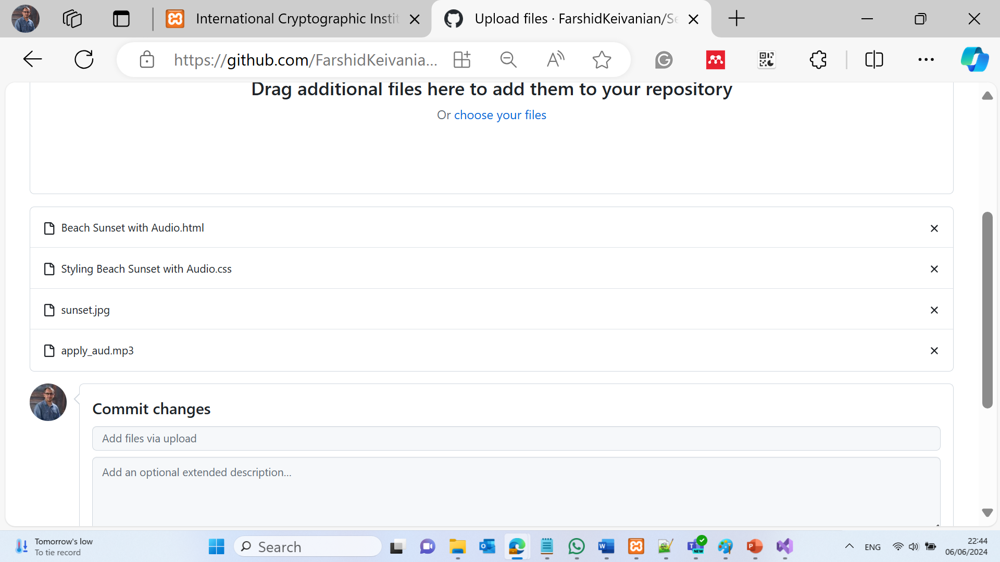 International Cryptographic Instit
Upload files · FarshidKeivanian/Se
https://github.com/FarshidKeivania...
Drag additional files here to add them to your repository
Or choose your files
Beach Sunset with Audio.html
Styling Beach Sunset with Audio.css
sunset.jpg
apply_aud.mp3
Commit changes
Add files via upload
Add an optional extended description...
Tomorrow's low
To tie record
Search
NEW
ENG
22:44
06/06/2024